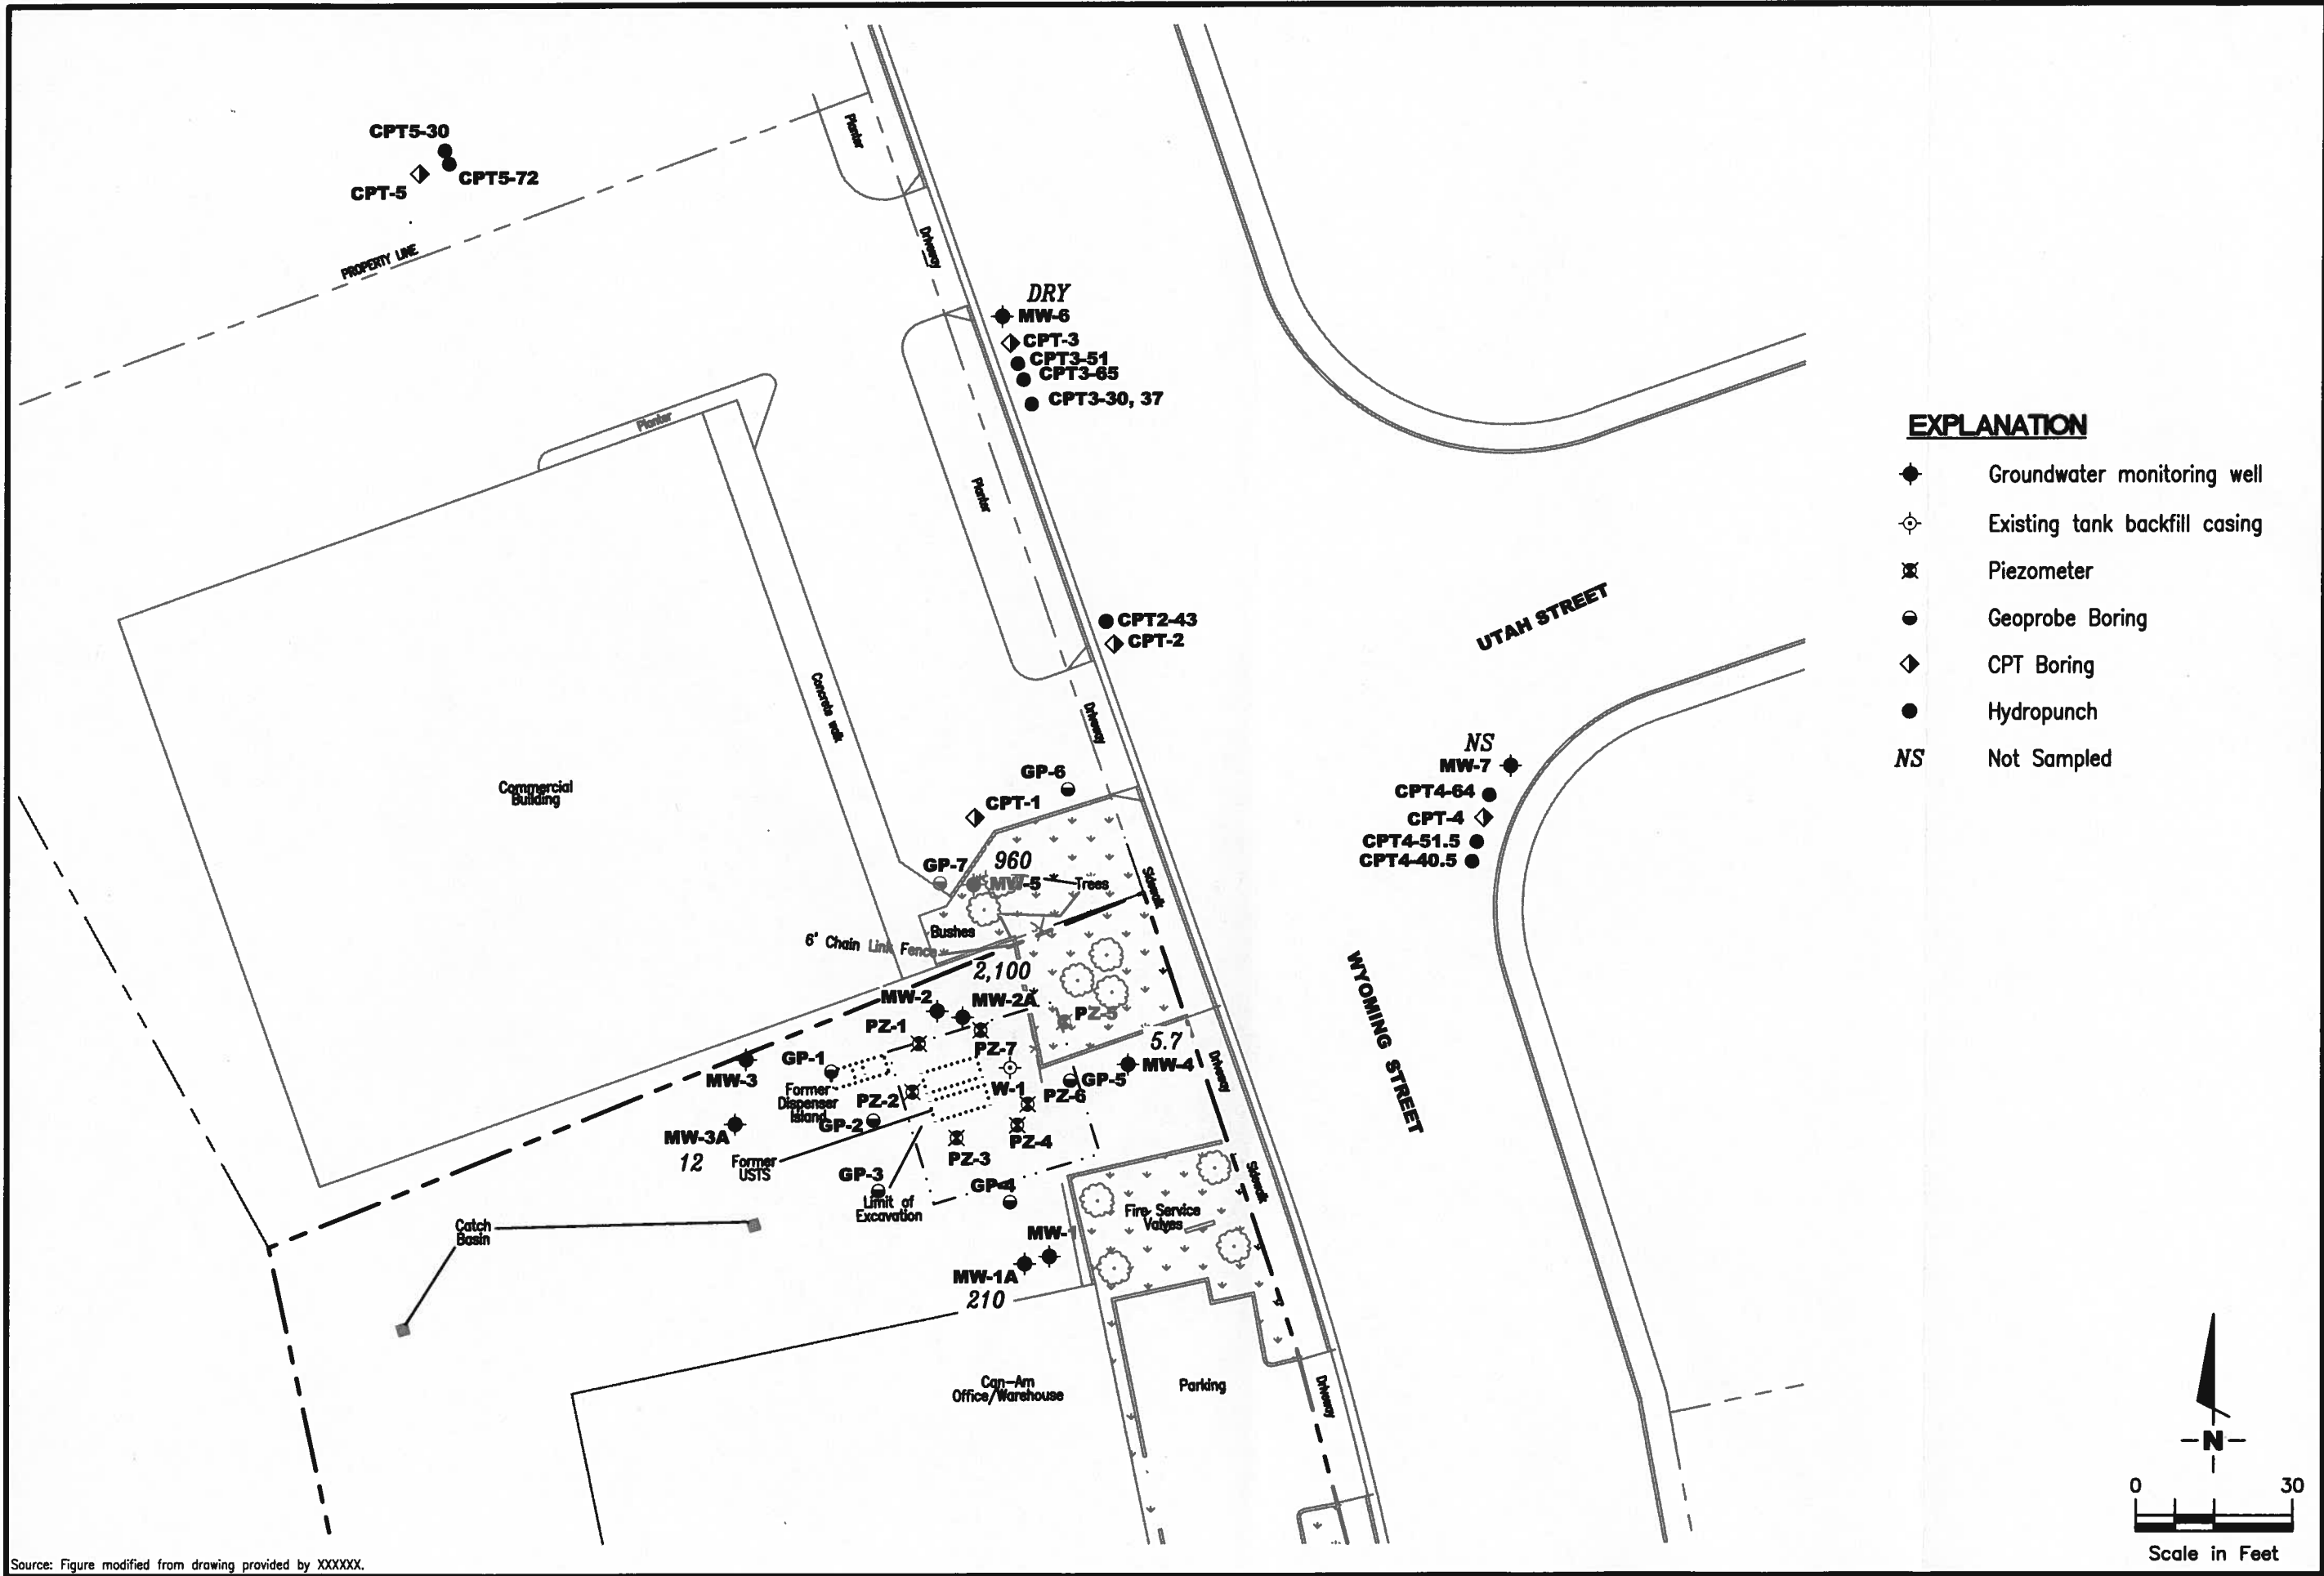 CPT5-30
CPT5-72
CPT-5
PROPERTY LINE
Planter
Driveway
DRY
MW-6
CPT-3
CPT3-51
CPT3-65
CPT3-30, 37
Planter
Planter
EXPLANATION
Groundwater monitoring well
Existing tank backfill casing
Piezometer
Geoprobe Boring
CPT Boring
Hydropunch
NS Not Sampled
CPT2-43
CPT-2
UTAH STREET
Concrete walk
Driveway
NS
MW-7
CPT4-64
CPT-4
CPT4-51.5
CPT4-40.5
Commercial
Building
GP-6
CPT-1
GP-7
960
MW-5
Trees
Sidewalk
Bushes
6' Chain Link Fence
2,100
MW-2
MW-2A
PZ-1
PZ-5
PZ-7
5.7
MW-4
Driveway
WYOMING STREET
GP-1
MW-3
Former
Dispenser
Island
PZ-2
W-1
GP-5
PZ-6
GP-2
MW-3A
12
Former
USTS
PZ-4
PZ-3
GP-3
Limit of
Excavation
GP-4
Sidewalk
Fire Service
Valves
Catch
Basin
MW-1
MW-1A
210
Can-Am
Office/Warehouse
Parking
Driveway
N
0 30
Scale in Feet
Source: Figure modified from drawing provided by XXXXXX.